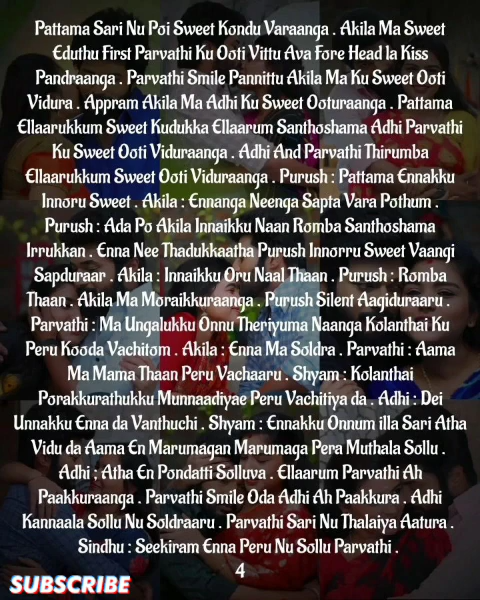 Pattama Sari Nu Poi Sweet Kondu Varaanga . Akila Ma Sweet
Eduthu First Parvathi Ku Ooti Vittu Ava Fore Head la Kiss
Pandraanga . Parvathi Smile Pannittu Akila Ma Ku Sweet Ooti
Vidura . Appram Akila Ma Adhi Ku Sweet Ooturaanga . Pattama
Ellaarukkum Sweet Kudukka Ellaarum Santhoshama Adhi Parvathi
Ku Sweet Ooti Viduraanga . Adhi And Parvathi Thirumba
Ellaarukkum Sweet Ooti Viduraanga . Purush : Pattama Ennakku
Innoru Sweet . Akila : Ennanga Neenga Sapta Vara Pothum .
Purush : Ada Po Akila Innaikku Naan Romba Santhoshama
Irrukkan . Enna Nee Thadukkaatha Purush Innorru Sweet Vaangi
Sapduraar . Akila : Innaikku Oru Naal Thaan . Purush : Romba
Thaan . Akila Ma Moraikkuraanga . Purush Silent Aagiduraaru .
Parvathi : Ma Ungalukku Onnu Theriyuma Naanga Kolanthai Ku
Peru Kooda Vachitom . Akila : Enna Ma Soldra . Parvathi : Aama
Ma Mama Thaan Peru Vachaaru . Shyam : Kolanthai
Porakkurathukku Munnaadiyae Peru Vachitiya da . Adhi : Dei
Unnakku Enna da Vanthuchi . Shyam : Ennakku Onnum illa Sari Atha
Vidu da Aama En Marumagan Marumaga Pera Muthala Sollu .
Adhi ; Atha En Pondatti Solluva . Ellaarum Parvathi Ah
Paakkuraanga . Parvathi Smile Oda Adhi Ah Paakkura . Adhi
Kannaala Sollu Nu Soldraaru . Parvathi Sari Nu Thalaiya Aatura .
Sindhu : Seekiram Enna Peru Nu Sollu Parvathi .
4
SUBSCRIBE